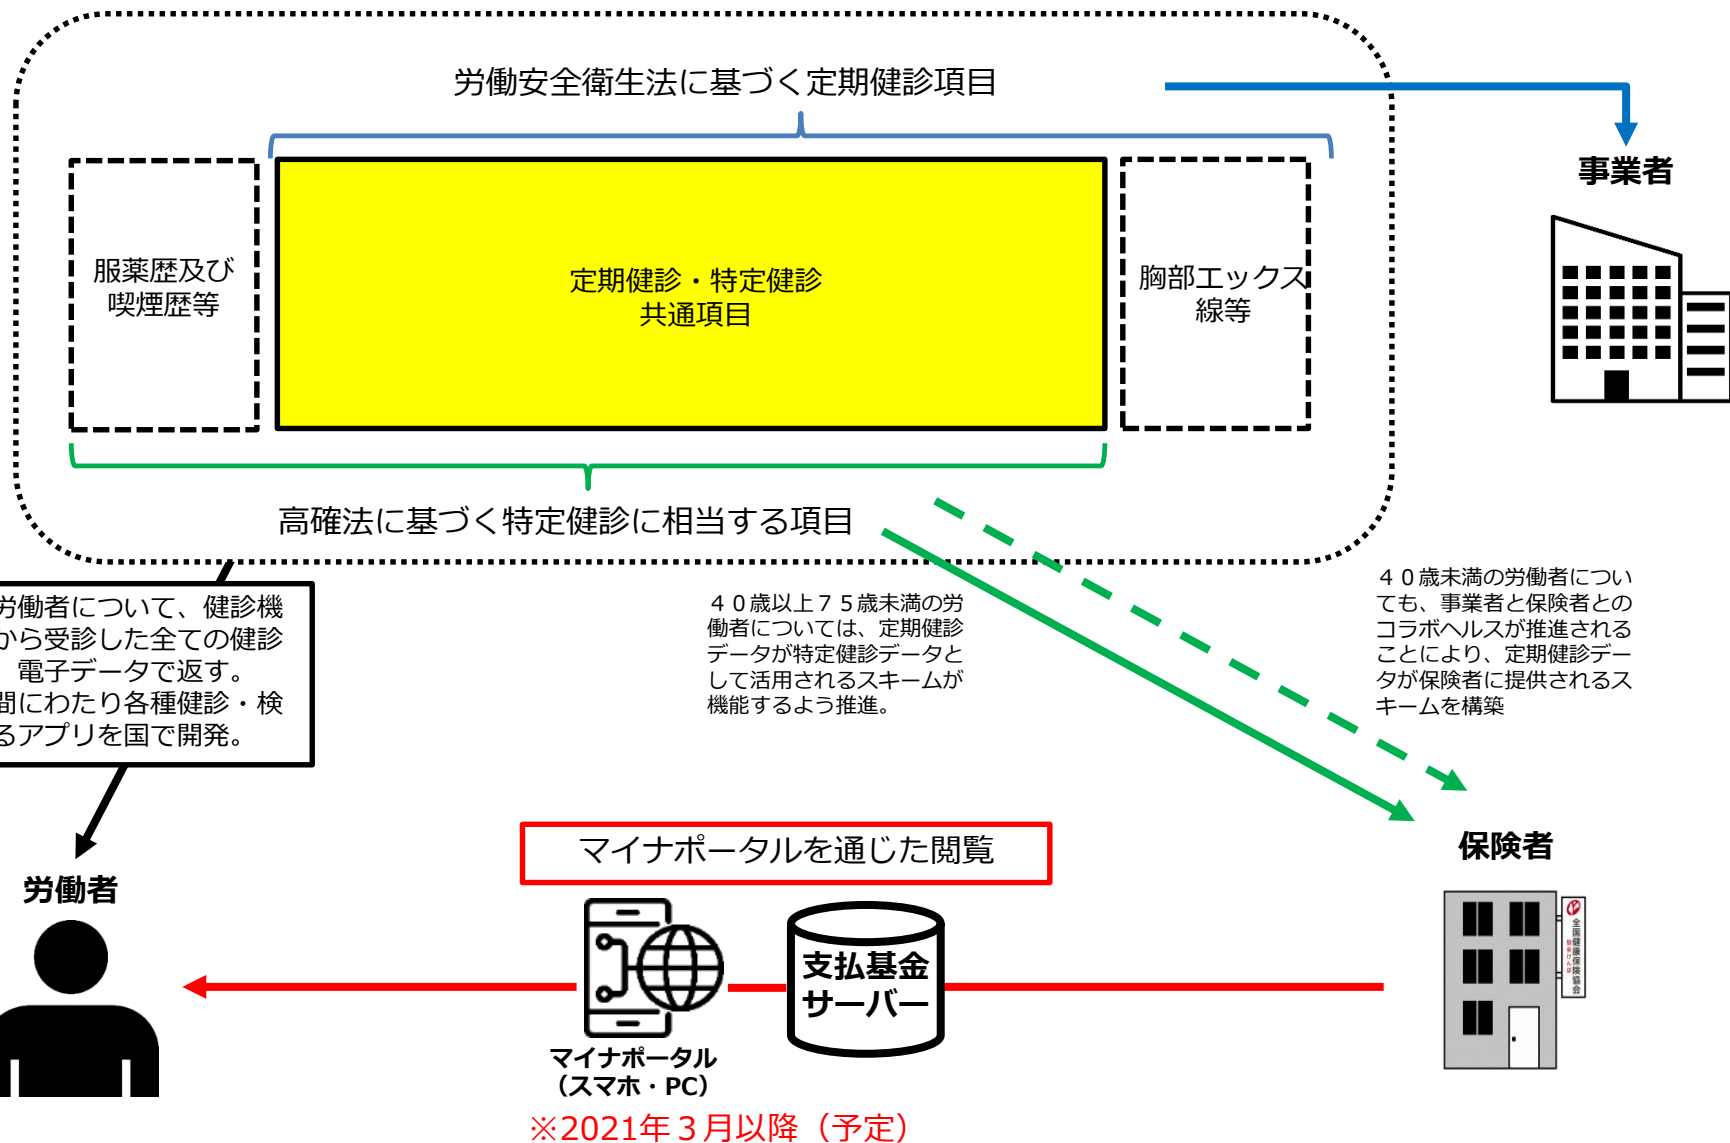 労働安全衛生法に基づく定期健診項目
事業者
服薬歴及び
喫煙歴等
定期健診・特定健診
共通項目
胸部エックス
線等
高確法に基づく特定健診に相当する項目
労働者について、健診機
から受診した全ての健診
電子データで返す。
間にわたり各種健診・検
るアプリを国で開発。
４０歳以上７５歳未満の労
働者については、定期健診
データが特定健診データと
して活用されるスキームが
機能するよう推進。
４０歳未満の労働者につい
ても、事業者と保険者との
コラボヘルスが推進される
ことにより、定期健診デー
タが保険者に提供されるス
キームを構築
労働者
マイナポータルを通じた閲覧
保険者
支払基金
サーバー
全国健康保険協会
協会けんぽ
マイナポータル
（スマホ・PC）
※2021年３月以降（予定）